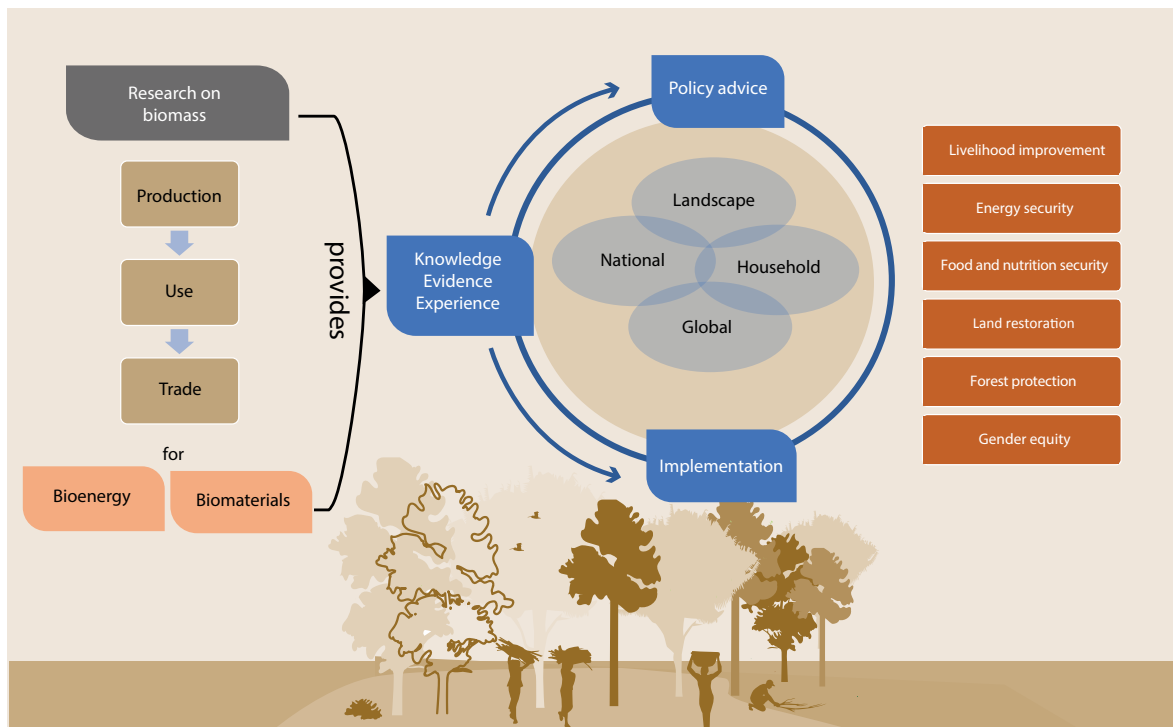 Research on
biomass
Production
Use
Trade
for
Bioenergy
Biomaterials
provides
Knowledge
Evidence
Experience
Policy advice
Landscape
National
Household
Global
Implementation
Livelihood improvement
Energy security
Food and nutrition security
Land restoration
Forest protection
Gender equity